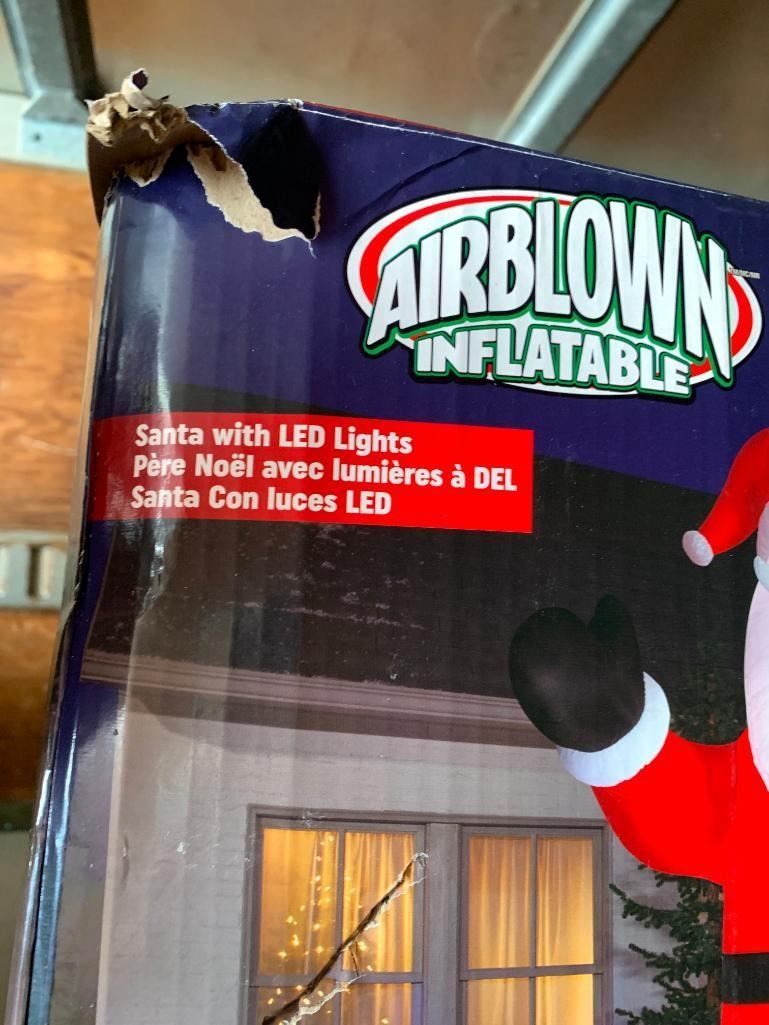 AIRBLOWN
INFLATABLE
Santa with LED Lights
Père Noël avec lumières à DEL
Santa Con luces LED